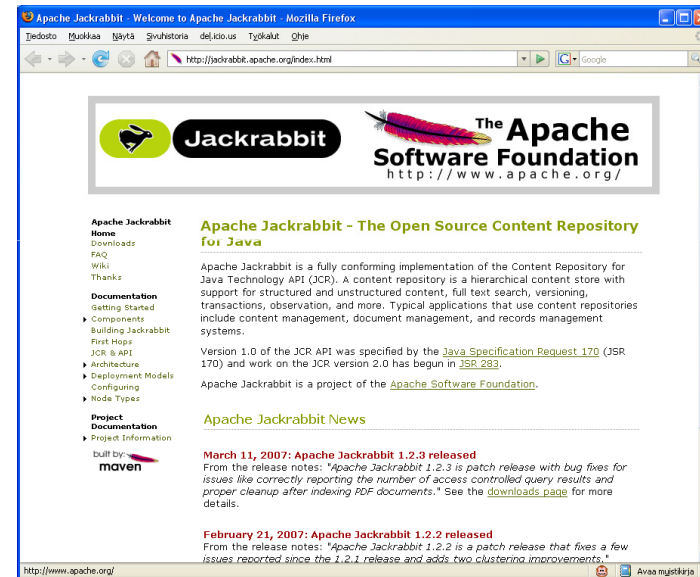 Apache Jackrabbit - Welcome to Apache Jackrabbit - Mozilla Firefox
Tiedosto Muokkaa Näytä Sivuhistoria del.icio.us Työkalut Ohje
http://jackrabbit.apache.org/index.html
G Google
Jackrabbit
The Apache
Software Foundation
http://www.apache.org/
Apache Jackrabbit
Home
Downloads
FAQ
Wiki
Thanks
Documentation
Getting Started
Components
Building Jackrabbit
First Hops
JCR & API
Architecture
Deployment Models
Configuring
Node Types
Project
Documentation
Project Information
built by:
maven
Apache Jackrabbit - The Open Source Content Repository
for Java
Apache Jackrabbit is a fully conforming implementation of the Content Repository for
Java Technology API (JCR). A content repository is a hierarchical content store with
support for structured and unstructured content, full text search, versioning,
transactions, observation, and more. Typical applications that use content repositories
include content management, document management, and records management
systems.
Version 1.0 of the JCR API was specified by the Java Specification Request 170 (JSR
170) and work on the JCR version 2.0 has begun in JSR 283.
Apache Jackrabbit is a project of the Apache Software Foundation.
Apache Jackrabbit News
March 11, 2007: Apache Jackrabbit 1.2.3 released
From the release notes: "Apache Jackrabbit 1.2.3 is patch release with bug fixes for
issues like correctly reporting the number of access controlled query results and
proper cleanup after indexing PDF documents." See the downloads page for more
details.
February 21, 2007: Apache Jackrabbit 1.2.2 released
From the release notes: "Apache Jackrabbit 1.2.2 is a patch release that fixes a few
issues reported since the 1.2.1 release and adds two clustering improvements."
http://www.apache.org/
Avaa muistikirja